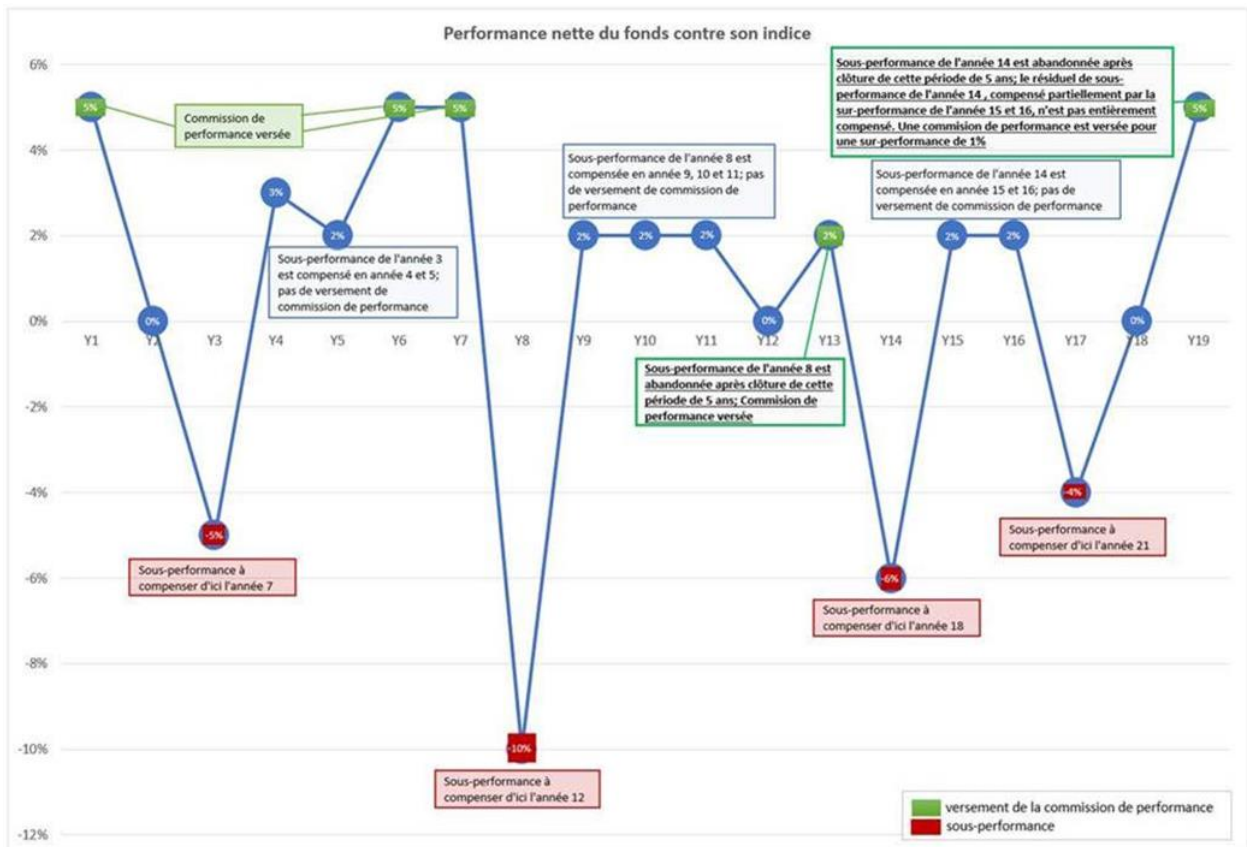 Performance nette du fonds contre son indice
6%
4%
2%
0%
-2%
-4%
-6%
-8%
-10%
-12%
Y1
Y2
Y3
Y4
Y5
Y6
Y7
Y8
Y9
Y10
Y11
Y12
Y13
Y14
Y15
Y16
Y17
Y18
Y19
5%
0%
-5%
3%
2%
5%
5%
-10%
2%
2%
2%
0%
2%
-6%
2%
2%
-4%
0%
5%
Commission de
performance versée
Sous-performance de l'année 3
est compensé en année 4 et 5;
pas de versement de
commission de performance
Sous-performance à
compenser d'ici l'année 7
Sous-performance de l'année 8 est
compensée en année 9, 10 et 11; pas
de versement de commission de
performance
Sous-performance à
compenser d'ici l'année 12
Sous-performance de l'année 8 est
abandonnée après clôture de cette
période de 5 ans; Commision de
performance versée
Sous-performance de l'année 14 est abandonnée après
clôture de cette période de 5 ans; le résiduel de sous-
performance de l'année 14 , compensé partiellement par la
sur-performance de l'année 15 et 16, n'est pas entièrement
compensé. Une commision de performance est versée pour
une sur-performance de 1%
Sous-performance de l'année 14 est
compensée en année 15 et 16; pas de
versement de commission de performance
Sous-performance à
compenser d'ici l'année 18
Sous-performance à
compenser d'ici l'année 21
versement de la commission de performance
sous-performance